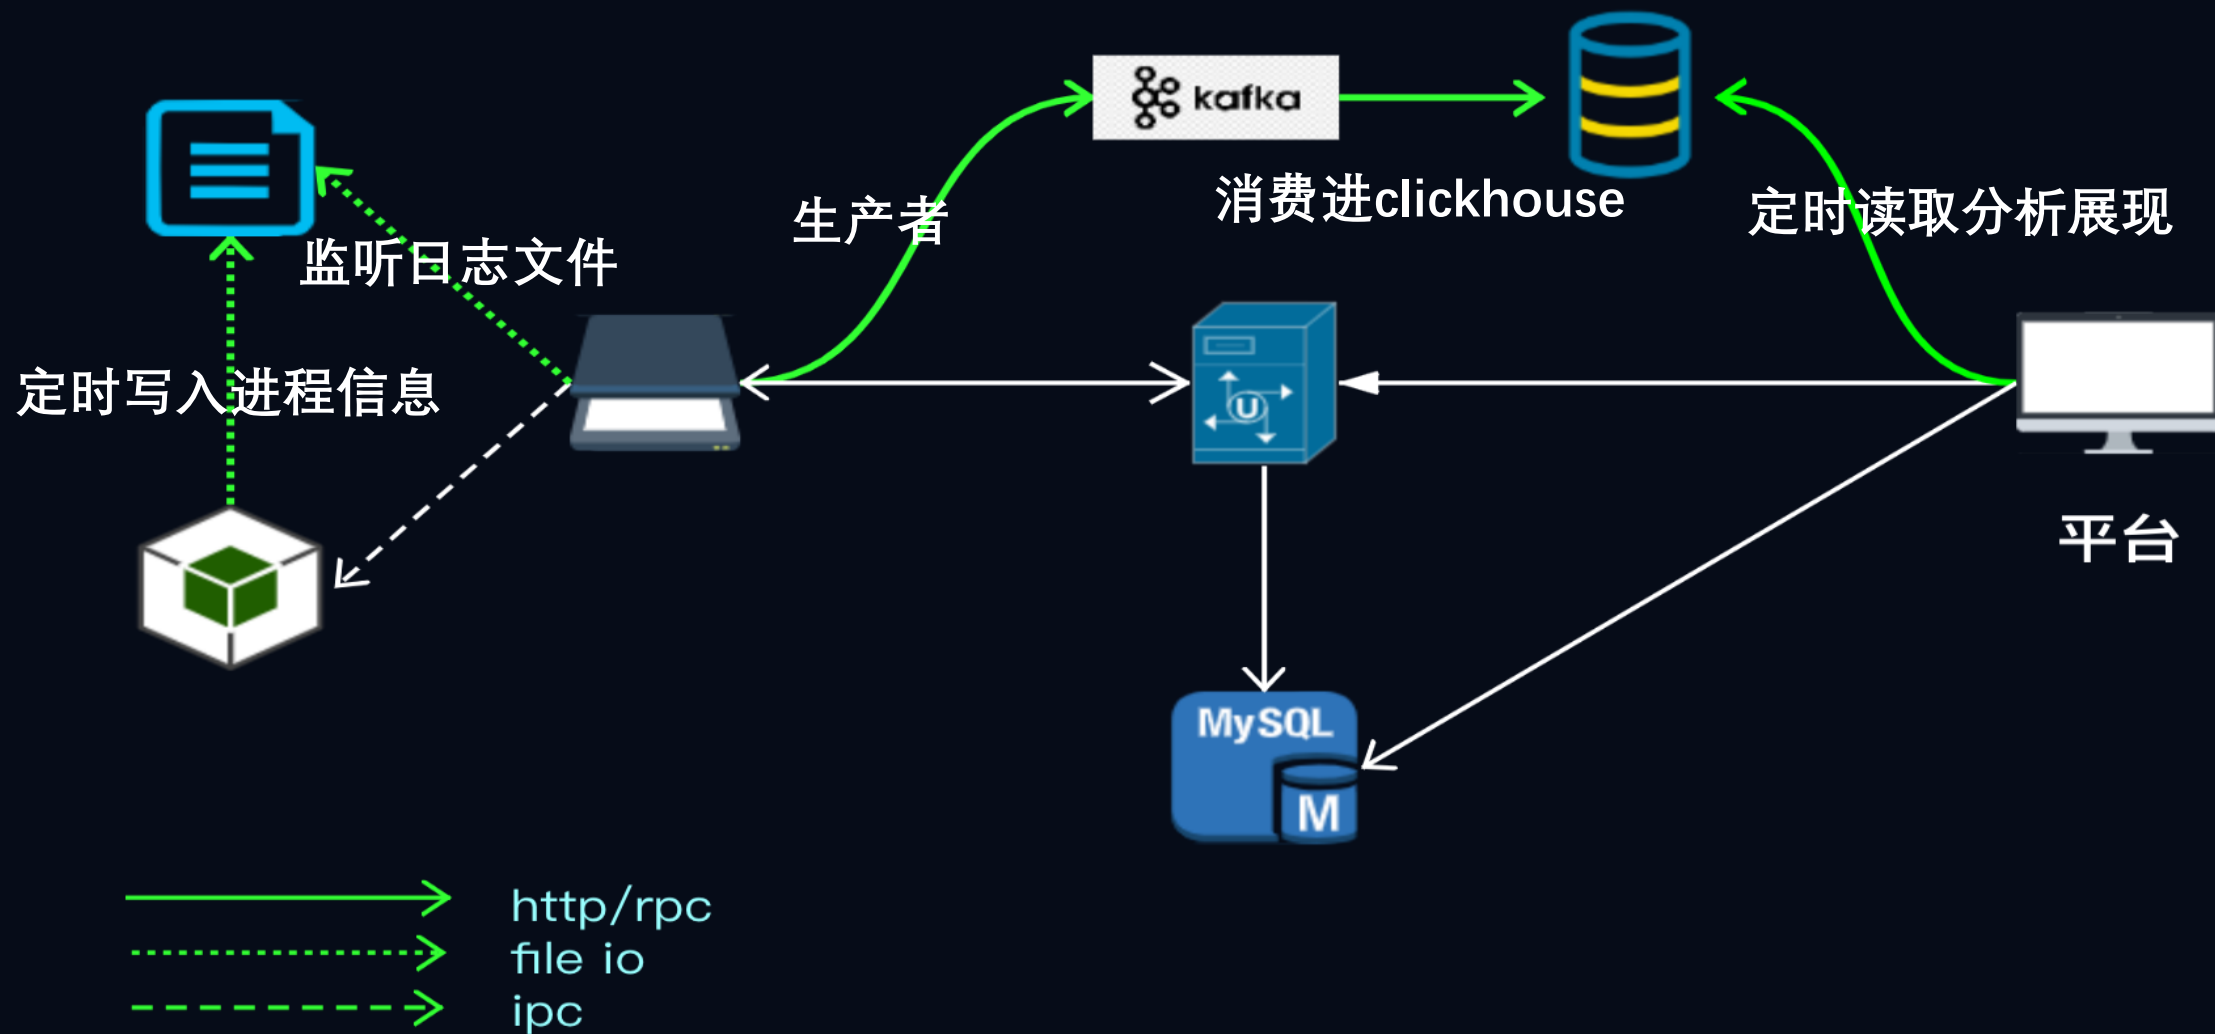 kafka
生产者
消费进clickhouse
定时读取分析展现
监听日志文件
定时写入进程信息
U
平台
MySQL
M
http/rpc
file io
ipc